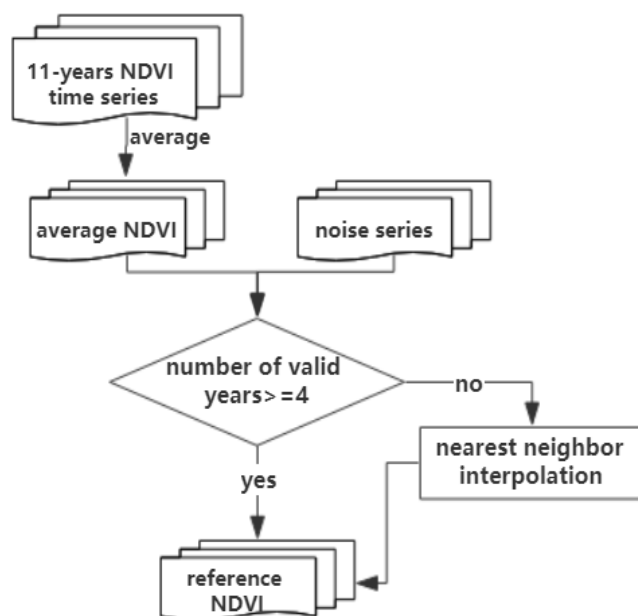 11-years NDVI
time series
average
average NDVI
noise series
number of valid
years>=4
no
nearest neighbor
interpolation
yes
reference
NDVI